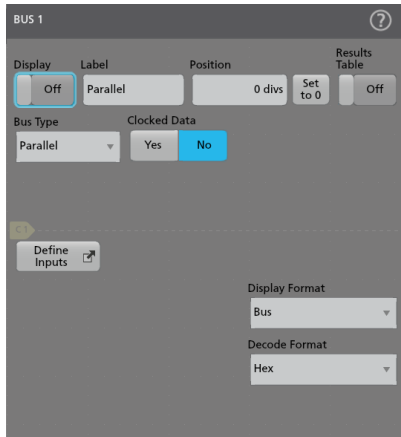 BUS 1
?
Display
Label
Position
Results
Table
Off
Parallel
0 divs
Set
to 0
Off
Bus Type
Clocked Data
Parallel
Yes
No
C1
Define
Inputs
Display Format
Bus
Decode Format
Hex